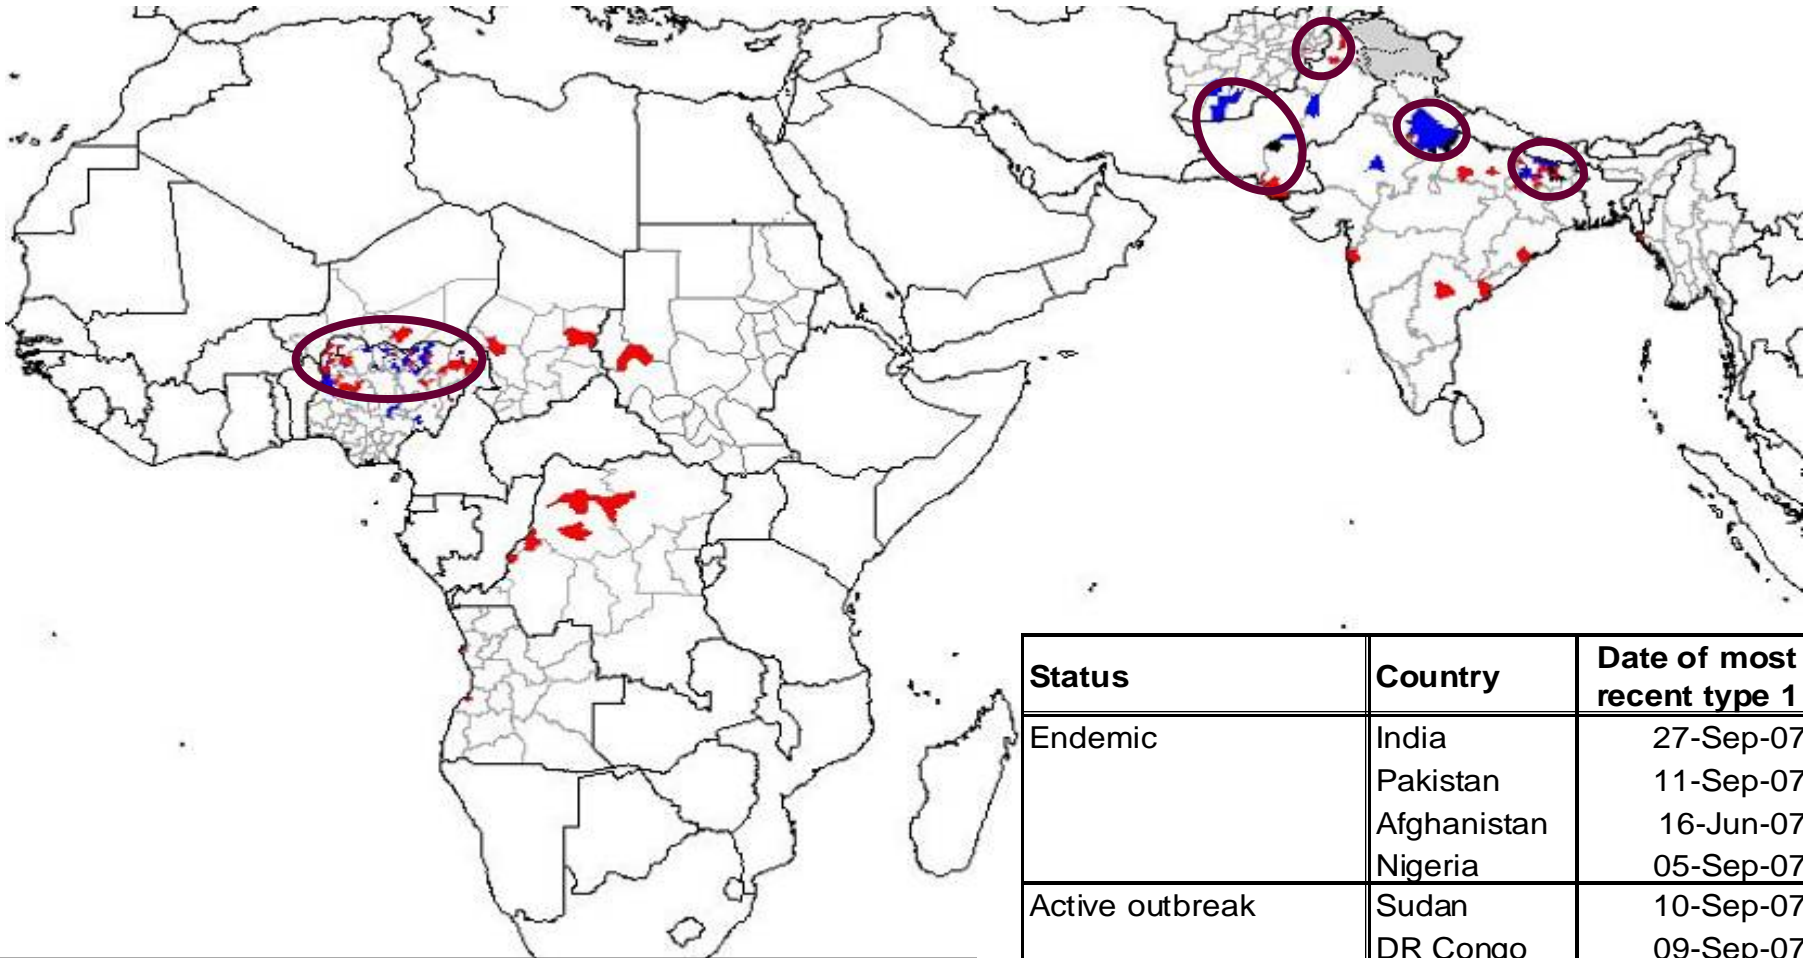 Status Country Date of most
recent type 1
Endemic India 27-Sep-07
Pakistan 11-Sep-07
Afghanistan 16-Jun-07
Nigeria 05-Sep-07
Active outbreak Sudan 10-Sep-07
DR Congo 09-Sep-07